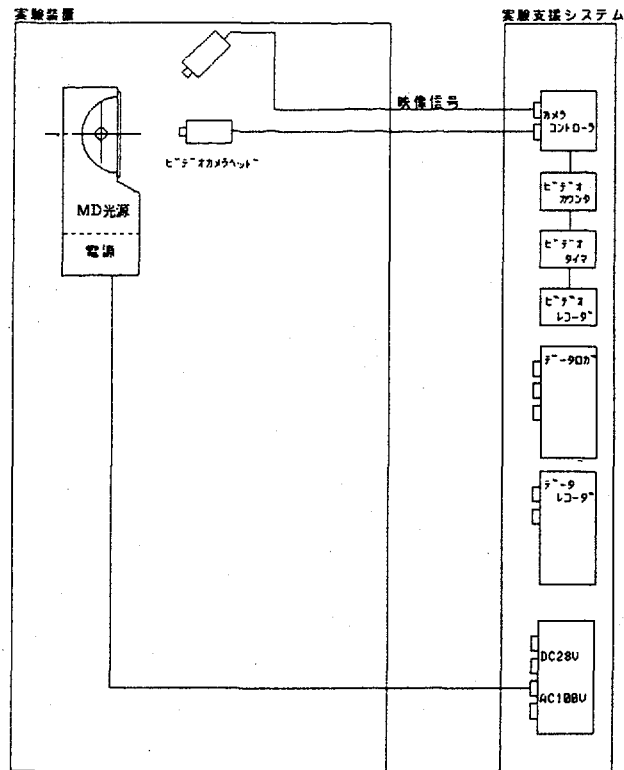 実験装置
実験支援システム
映像信号
カメラ
コントローラ
ビデオカメラヘッド
ビデオ
カウンタ
MD光源
電源
ビデオ
タイマ
ビデオ
レコーダ
データロガ
データ
レコーダ
DC28V
AC100V